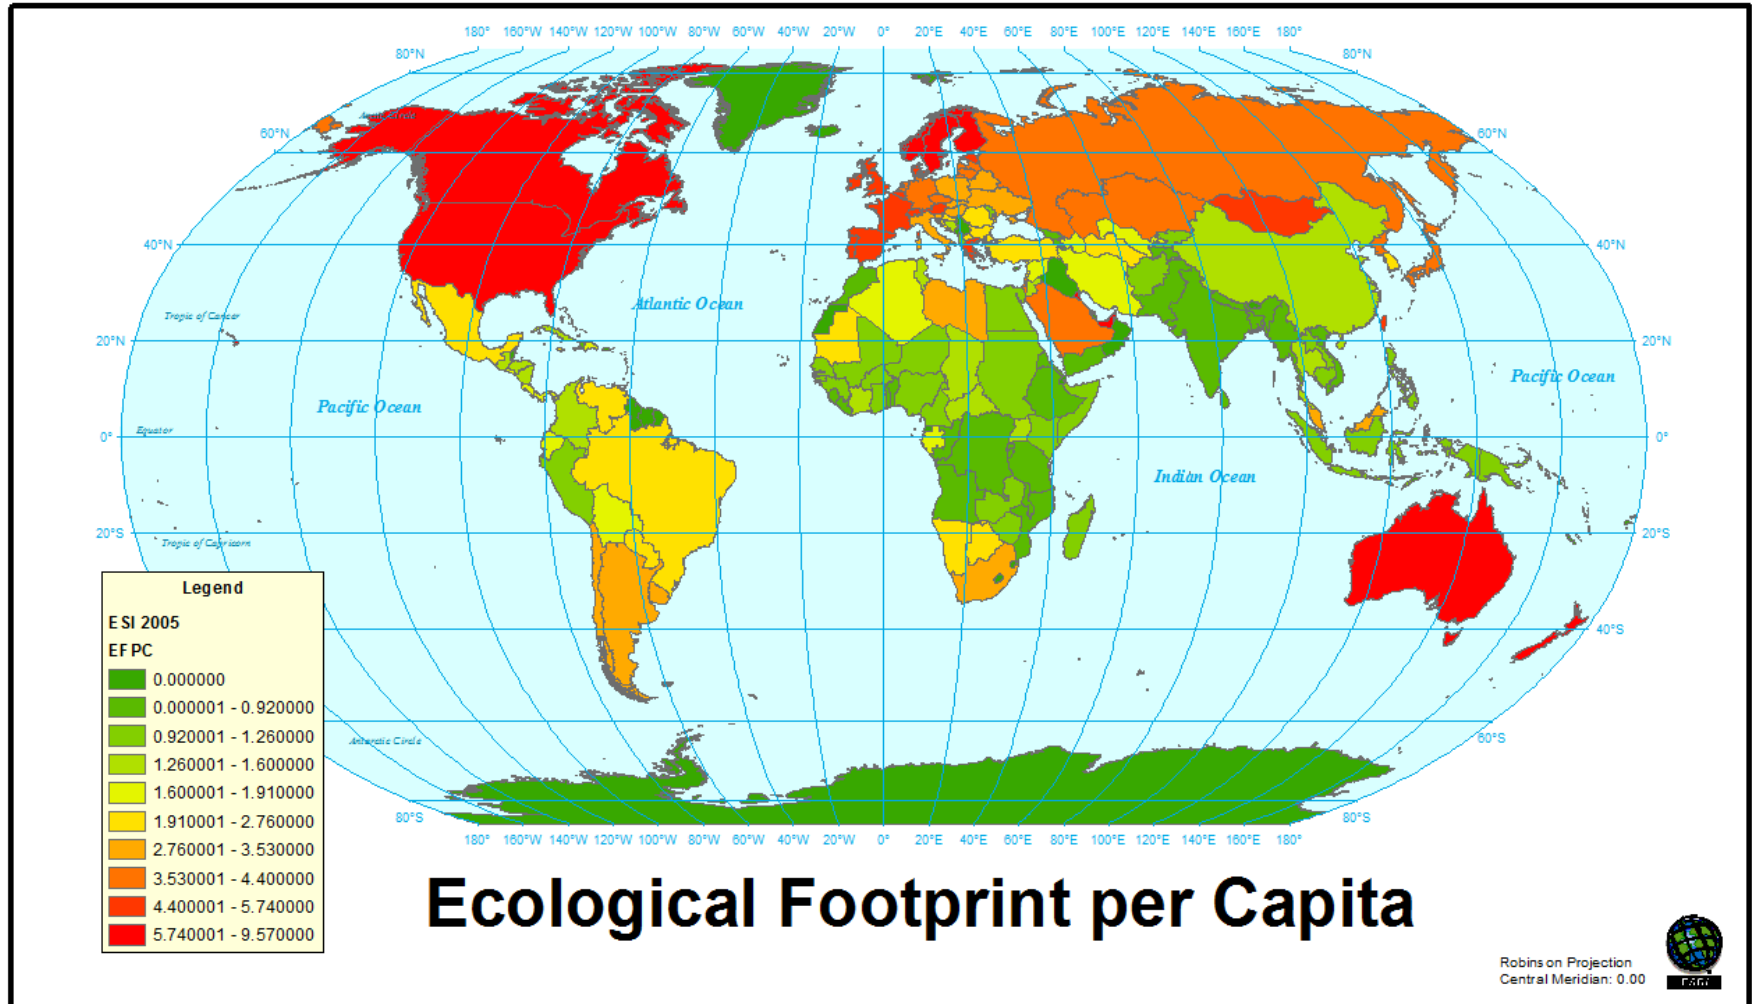 180° 160°W 140°W 120°W 100°W 80°W 60°W 40°W 20°W 0° 20°E 40°E 60°E 80°E 100°E 120°E 140°E 160°E 180°
80°N 80°N
Arctic Circle
60°N 60°N
40°N 40°N
Atlantic Ocean
Tropic of Cancer
20°N 20°N
Pacific Ocean Pacific Ocean
Equator
0° 0°
Indian Ocean
20°S 20°S
Tropic of Capricorn
Legend
ESI 2005
EFPC
0.000000
0.000001 - 0.920000
0.920001 - 1.260000
1.260001 - 1.600000
1.600001 - 1.910000
1.910001 - 2.760000
2.760001 - 3.530000
3.530001 - 4.400000
4.400001 - 5.740000
5.740001 - 9.570000
40°S
60°S
Antarctic Circle
80°S 80°S
180° 160°W 140°W 120°W 100°W 80°W 60°W 40°W 20°W 0° 20°E 40°E 60°E 80°E 100°E 120°E 140°E 160°E 180°
Ecological Footprint per Capita
Robinson Projection
Central Meridian: 0.00